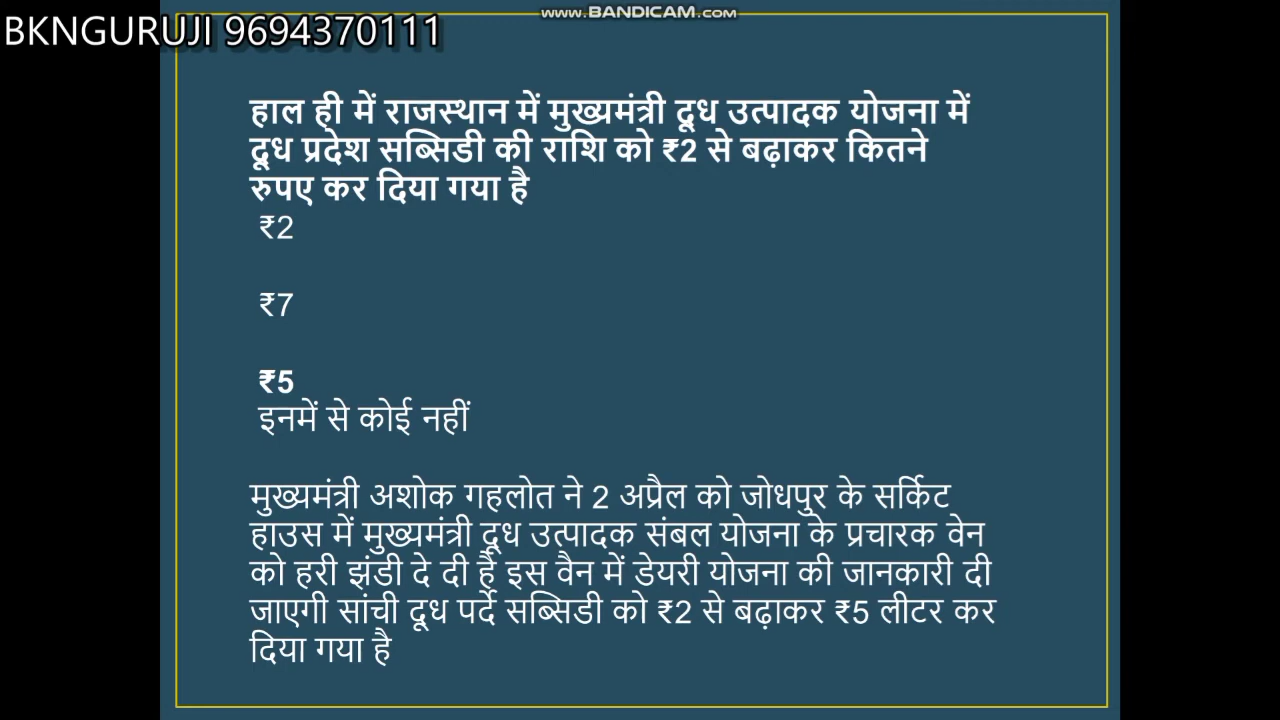 www.BANDICAM.com
BKNGURUJI 9694370111
हाल ही में राजस्थान में मुख्यमंत्री दूध उत्पादक योजना में
दूध प्रदेश सब्सिडी की राशि को ₹2 से बढ़ाकर कितने
रुपए कर दिया गया है
₹2
₹7
₹5
इनमें से कोई नहीं
मुख्यमंत्री अशोक गहलोत ने 2 अप्रैल को जोधपुर के सर्किट
हाउस में मुख्यमंत्री दूध उत्पादक संबल योजना के प्रचारक वेन
को हरी झंडी दे दी है इस वैन में डेयरी योजना की जानकारी दी
जाएगी सांची दूध पर्दे सब्सिडी को ₹2 से बढ़ाकर ₹5 लीटर कर
दिया गया है